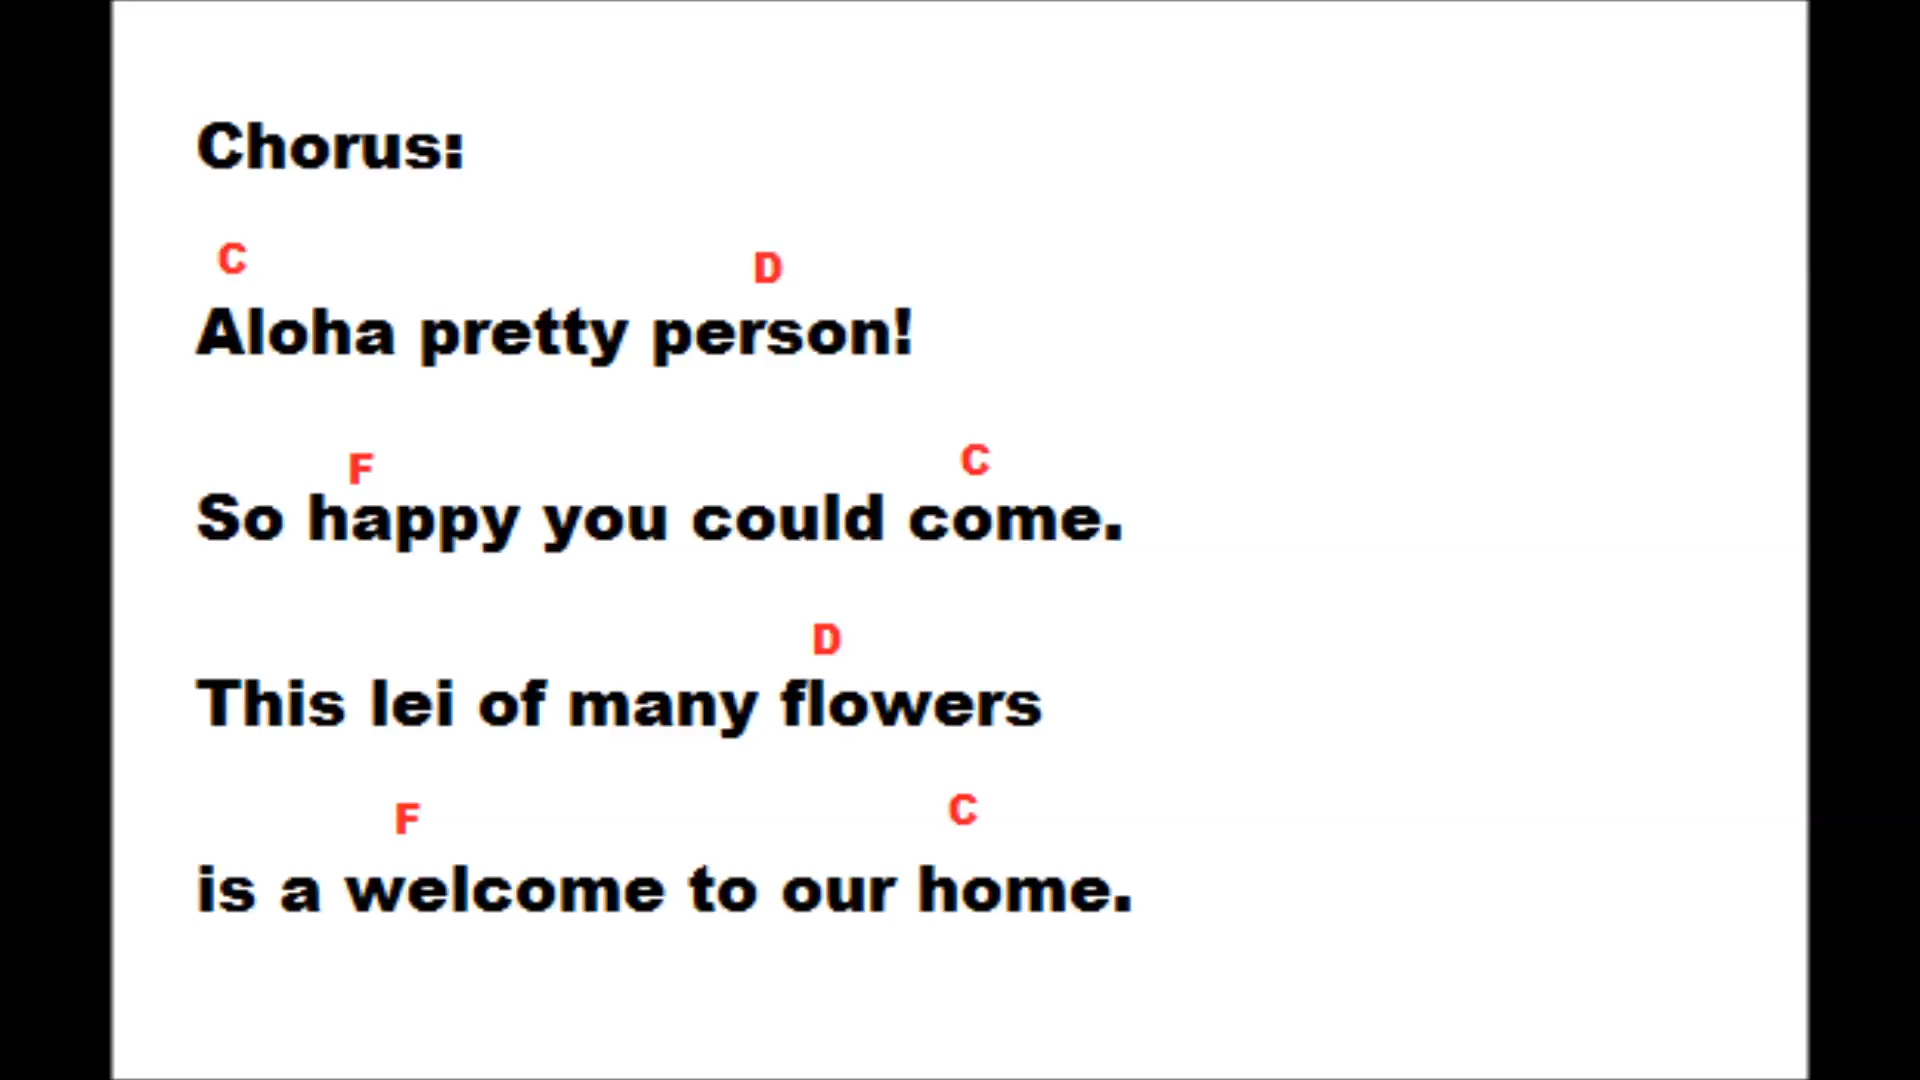 Chorus:
C D
Aloha pretty person!
F C
So happy you could come.
D
This lei of many flowers
F C
is a welcome to our home.